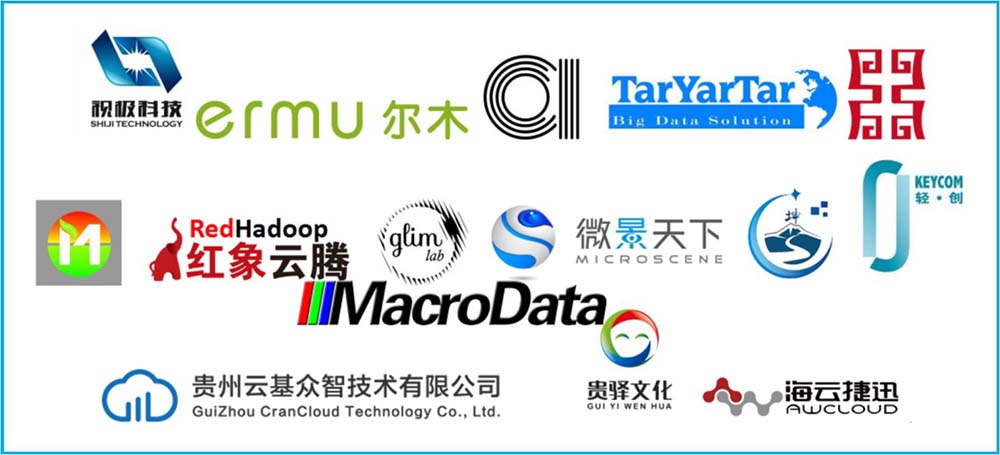 视极科技
SHIJI TECHNOLOGY
ermu 尔木
a
TarYarTar
Big Data Solution
M
RedHadoop
红象云腾
glim
lab
微景天下
MICROSCENE
坤
KEYCOM
轻·创
MacroData
贵州云基众智技术有限公司
GuiZhou CranCloud Technology Co., Ltd.
贵驿文化
GUI YI WEN HUA
海云捷迅
AWCLOUD